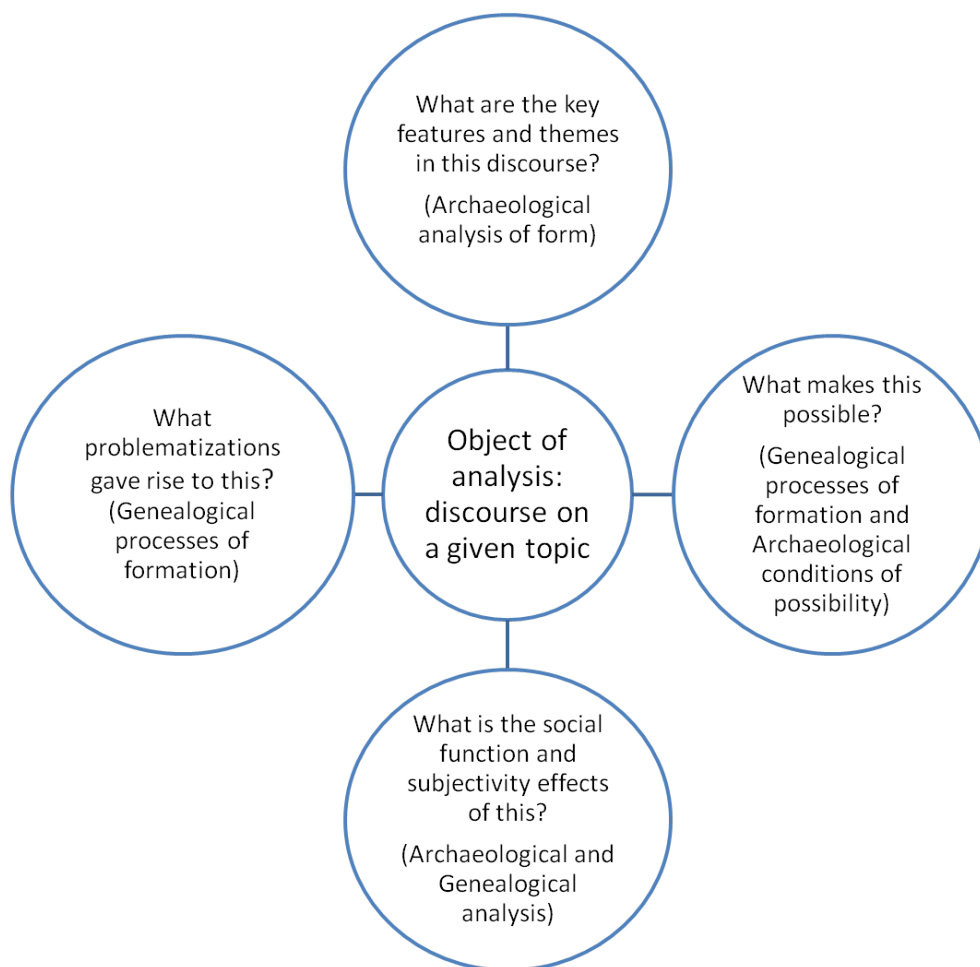 What are the key
features and themes
in this discourse?
(Archaeological
analysis of form)
What
problematizations
gave rise to this?
(Genealogical
processes of
formation)
Object of
analysis:
discourse on
a given topic
What makes this
possible?
(Genealogical
processes of
formation and
Archaeological
conditions of
possibility)
What is the social
function and
subjectivity effects
of this?
(Archaeological and
Genealogical
analysis)